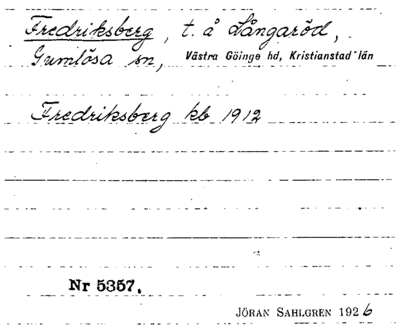 Fredriksberg, t. å Långaröd,
Gumlösa sn, Västra Göinge hd, Kristianstad län
Fredriksberg kb 1912
Nr 5357.
JÖRAN SAHLGREN 1926